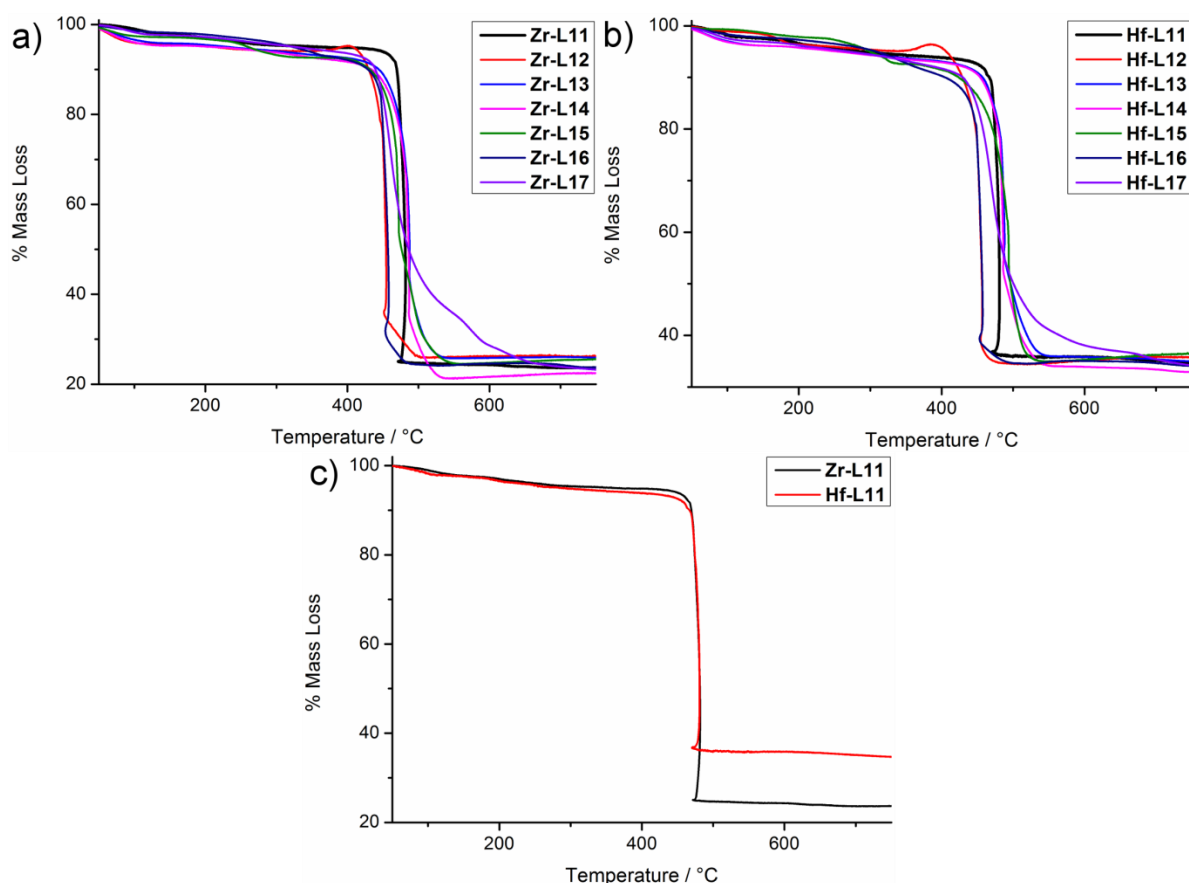 a)
100
80
60
40
20
% Mass Loss
200
400
600
Temperature / °C
Zr-L11
Zr-L12
Zr-L13
Zr-L14
Zr-L15
Zr-L16
Zr-L17
b)
100
80
60
40
% Mass Loss
200
400
600
Temperature / °C
Hf-L11
Hf-L12
Hf-L13
Hf-L14
Hf-L15
Hf-L16
Hf-L17
c)
100
80
60
40
20
% Mass Loss
200
400
600
Temperature / °C
Zr-L11
Hf-L11